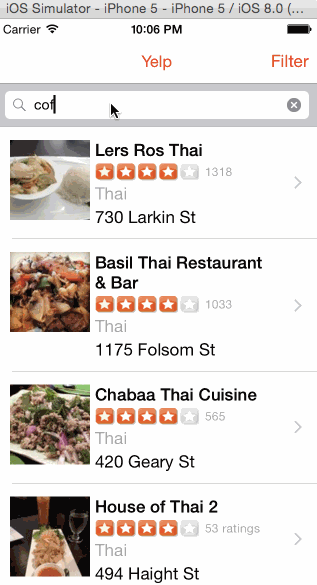 iOS Simulator - iPhone 5 - iPhone 5 / iOS 8.0 (...
Carrier 10:06 PM
Yelp Filter
cof
Lers Ros Thai
1318
Thai
730 Larkin St
Basil Thai Restaurant
& Bar
1033
Thai
1175 Folsom St
Chabaa Thai Cuisine
565
Thai
420 Geary St
House of Thai 2
53 ratings
Thai
494 Haight St